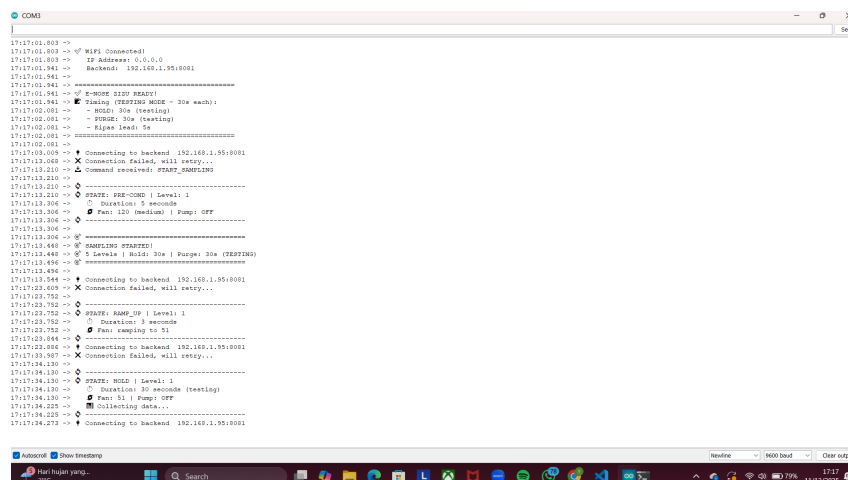 COM3
Se
17:17:01.803 ->
17:17:01.803 -> ✓ WiFi Connected!
17:17:01.803 -> IP Address: 0.0.0.0
17:17:01.941 -> Backend: 192.168.1.95:8081
17:17:01.941 ->
17:17:01.941 -> ========================================
17:17:01.941 -> ✓ E-NOSE ZIZU READY!
17:17:01.941 -> Timing (TESTING MODE - 30s each):
17:17:02.081 -> - HOLD: 30s (testing)
17:17:02.081 -> - PURGE: 30s (testing)
17:17:02.081 -> - Kipas lead: 5s
17:17:02.081 -> ========================================
17:17:02.081 ->
17:17:03.009 -> Connecting to backend 192.168.1.95:8081
17:17:13.068 -> ✕ Connection failed, will retry...
17:17:13.210 -> Command received: START_SAMPLING
17:17:13.210 ->
17:17:13.210 -> ----------------------------------------
17:17:13.210 -> STATE: PRE-COND | Level: 1
17:17:13.306 -> Duration: 5 seconds
17:17:13.306 -> Fan: 120 (medium) | Pump: OFF
17:17:13.306 -> ----------------------------------------
17:17:13.306 ->
17:17:13.306 -> ========================================
17:17:13.448 -> SAMPLING STARTED!
17:17:13.448 -> 5 Levels | Hold: 30s | Purge: 30s (TESTING)
17:17:13.496 -> ========================================
17:17:13.496 ->
17:17:13.544 -> Connecting to backend 192.168.1.95:8081
17:17:23.609 -> ✕ Connection failed, will retry...
17:17:23.752 ->
17:17:23.752 -> ----------------------------------------
17:17:23.752 -> STATE: RAMP_UP | Level: 1
17:17:23.752 -> Duration: 3 seconds
17:17:23.752 -> Fan: ramping to 51
17:17:23.844 -> ----------------------------------------
17:17:23.886 -> Connecting to backend 192.168.1.95:8081
17:17:33.987 -> ✕ Connection failed, will retry...
17:17:34.130 ->
17:17:34.130 -> ----------------------------------------
17:17:34.130 -> STATE: HOLD | Level: 1
17:17:34.130 -> Duration: 30 seconds (testing)
17:17:34.130 -> Fan: 51 | Pump: OFF
17:17:34.225 -> Collecting data...
17:17:34.225 -> ----------------------------------------
17:17:34.273 -> Connecting to backend 192.168.1.95:8081
Autoscroll Show timestamp
Newline 9600 baud Clear outp
Hari hujan yang...
Search
79%
17:17